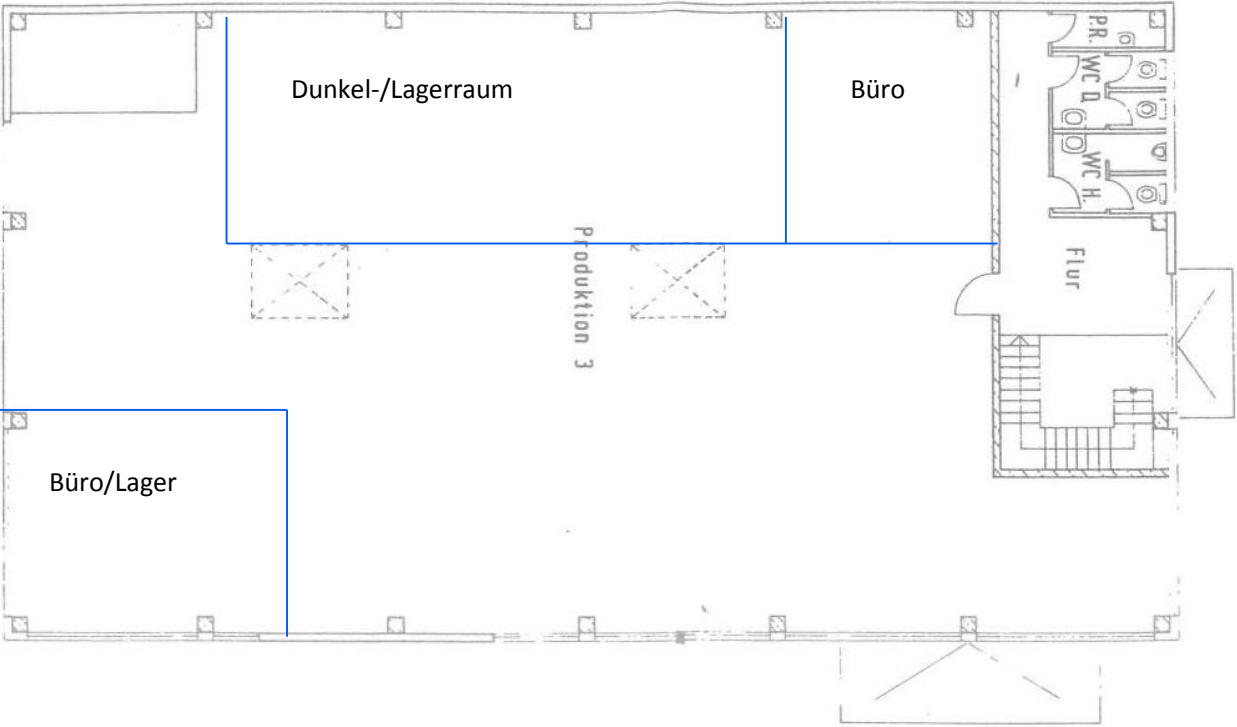 Dunkel-/Lagerraum
Büro
P.R.
WC D
WC H.
Flur
Produktion 3
Büro/Lager